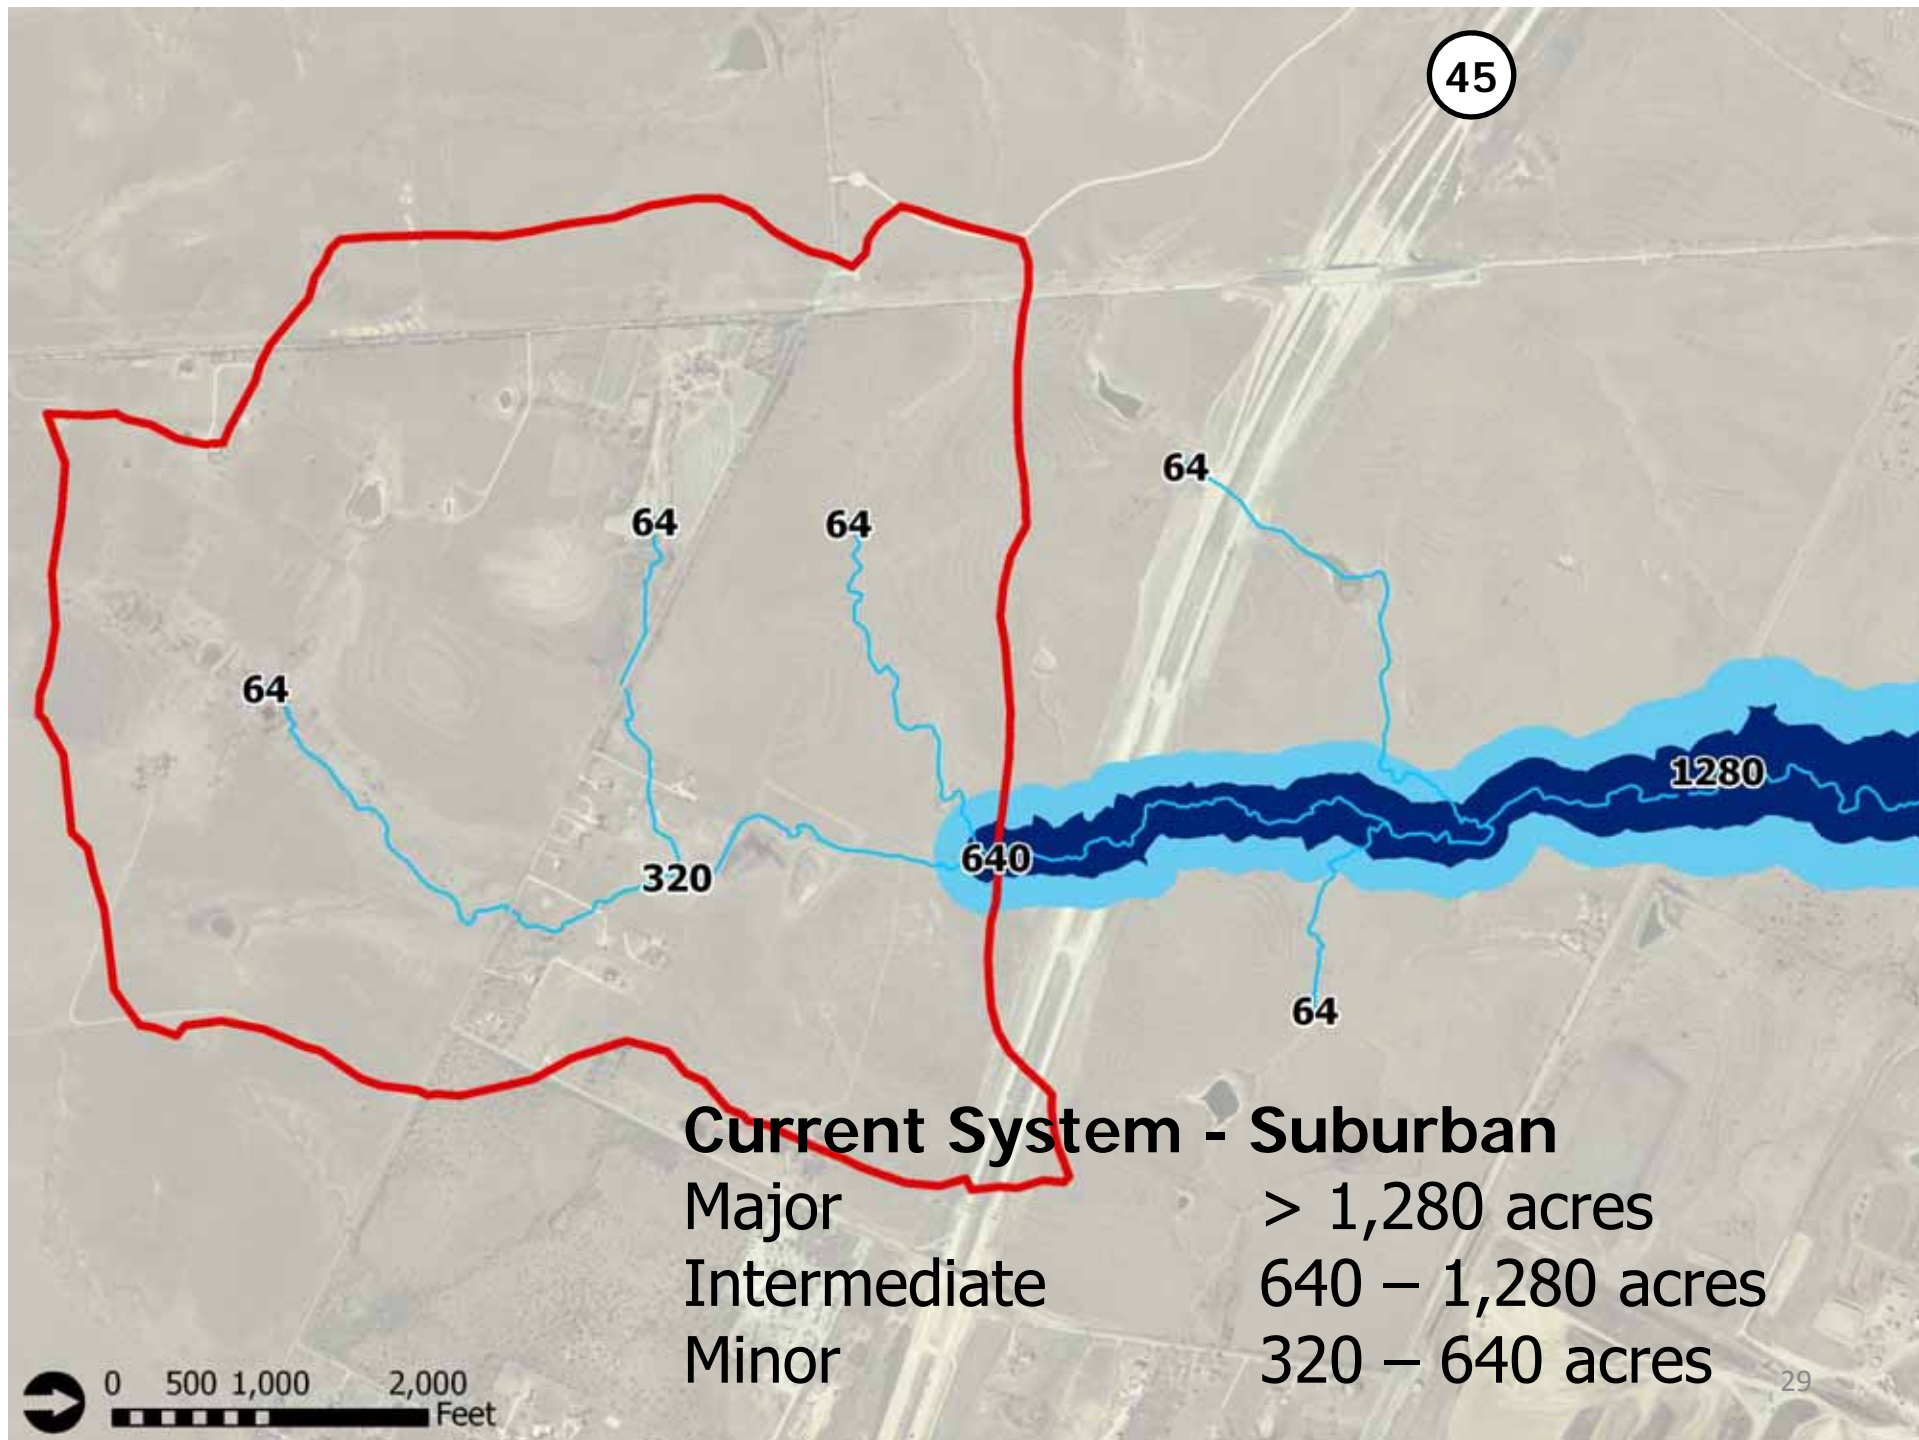 45
64
64
64
64
1280
640
320
64
Current System - Suburban
Major > 1,280 acres
Intermediate 640 – 1,280 acres
Minor 320 – 640 acres
0 500 1,000 2,000
Feet
29